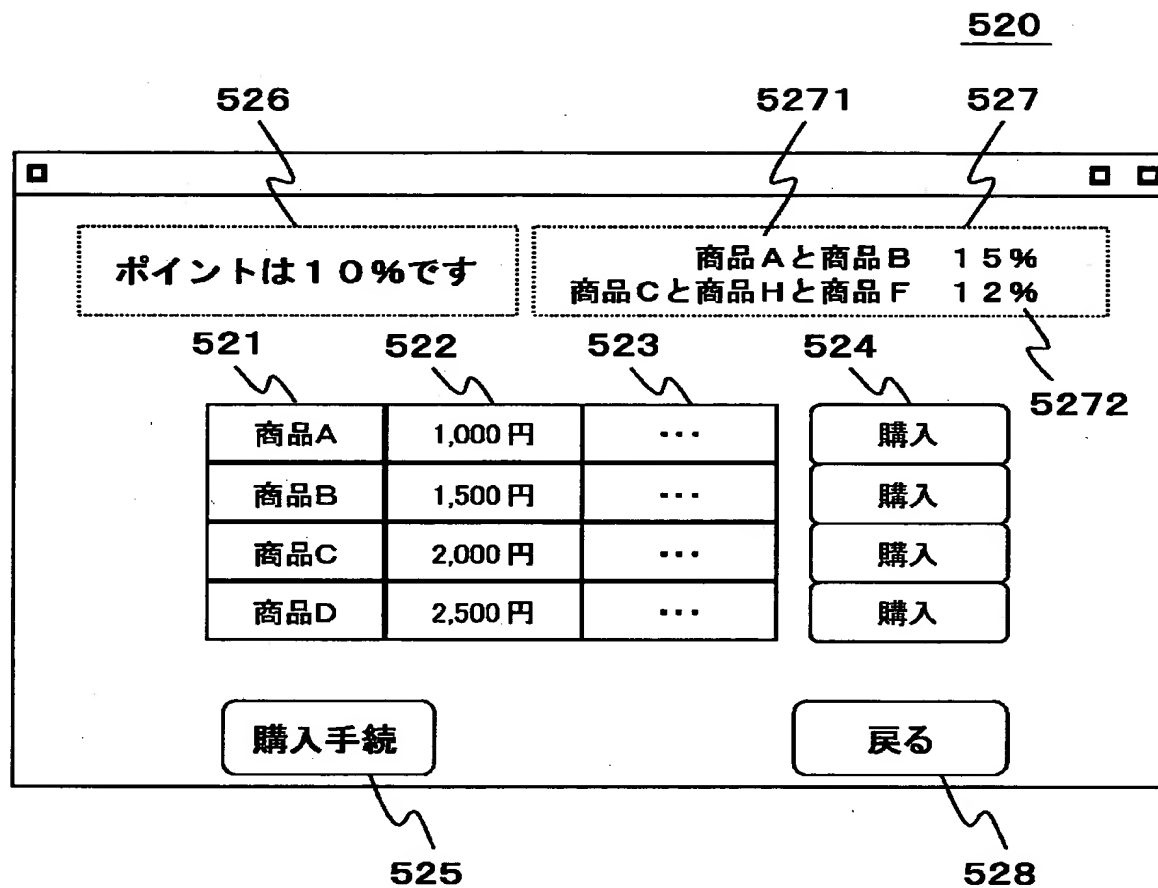 520
526 5271 527
ポイントは10%です
商品Aと商品B 15%
商品Cと商品Hと商品F 12%
521 522 523 524
5272
商品A 1,000円 ・・・ 購入
商品B 1,500円 ・・・ 購入
商品C 2,000円 ・・・ 購入
商品D 2,500円 ・・・ 購入
購入手続 戻る
525 528